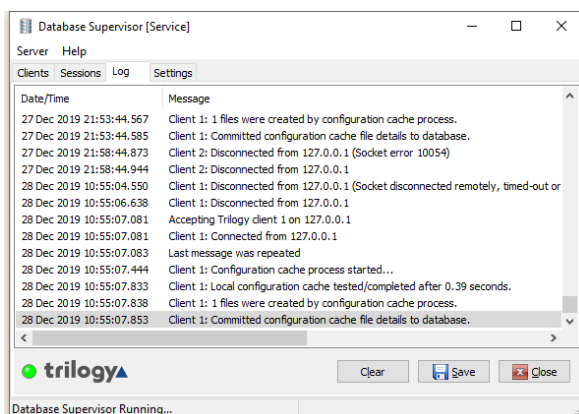 Database Supervisor [Service]
Server Help
Clients Sessions Log Settings
Date/Time Message
27 Dec 2019 21:53:44.567 Client 1: 1 files were created by configuration cache process.
27 Dec 2019 21:53:44.585 Client 1: Committed configuration cache file details to database.
27 Dec 2019 21:58:44.873 Client 2: Disconnected from 127.0.0.1 (Socket error 10054)
27 Dec 2019 21:58:44.944 Client 2: Disconnected from 127.0.0.1
28 Dec 2019 10:55:04.550 Client 1: Disconnected from 127.0.0.1 (Socket disconnected remotely, timed-out or
28 Dec 2019 10:55:06.638 Client 1: Disconnected from 127.0.0.1
28 Dec 2019 10:55:07.081 Accepting Trilogy client 1 on 127.0.0.1
28 Dec 2019 10:55:07.081 Client 1: Connected from 127.0.0.1
28 Dec 2019 10:55:07.083 Last message was repeated
28 Dec 2019 10:55:07.444 Client 1: Configuration cache process started...
28 Dec 2019 10:55:07.833 Client 1: Local configuration cache tested/completed after 0.39 seconds.
28 Dec 2019 10:55:07.838 Client 1: 1 files were created by configuration cache process.
28 Dec 2019 10:55:07.853 Client 1: Committed configuration cache file details to database.
trilogy Clear Save Close
Database Supervisor Running...